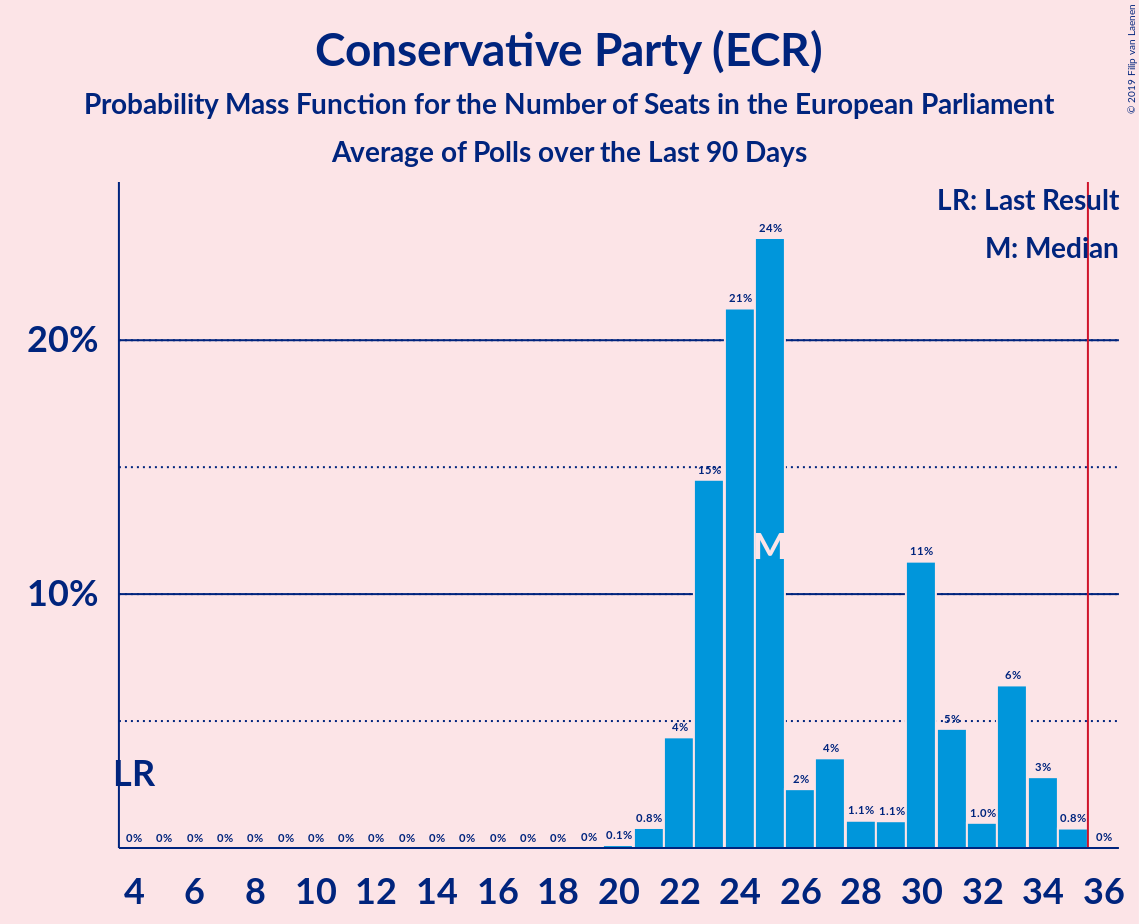 Conservative Party (ECR)
Probability Mass Function for the Number of Seats in the European Parliament
Average of Polls over the Last 90 Days
© 2019 Filip van Laenen
LR: Last Result
M: Median
24%
21%
20%
15%
M
11%
10%
6%
5%
4%
4%
3%
LR
2%
0% 0% 0% 0% 0% 0% 0% 0% 0% 0% 0% 0% 0% 0% 0% 0% 0.1% 0.8% 1.1% 1.1% 1.0% 0.8% 0%
4 6 8 10 12 14 16 18 20 22 24 26 28 30 32 34 36